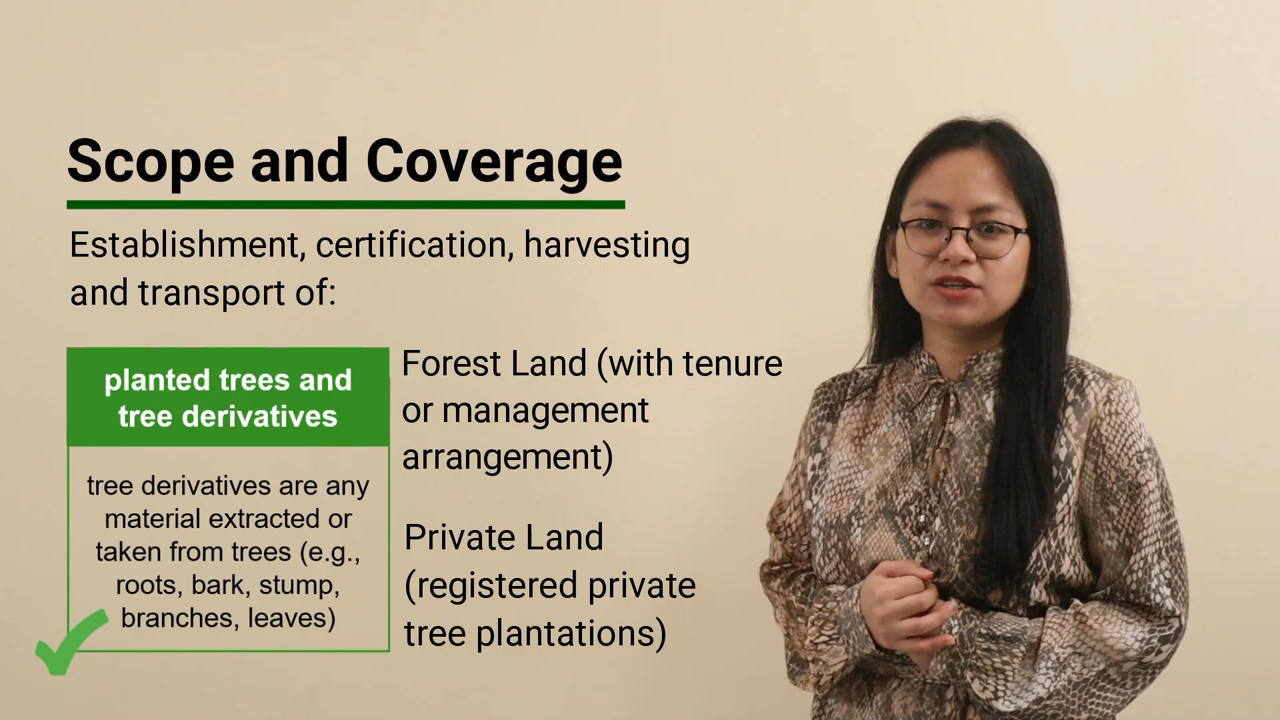 Scope and Coverage
Establishment, certification, harvesting
and transport of:
planted trees and
tree derivatives
tree derivatives are any
material extracted or
taken from trees (e.g.,
roots, bark, stump,
branches, leaves)
Forest Land (with tenure
or management
arrangement)
Private Land
(registered private
tree plantations)